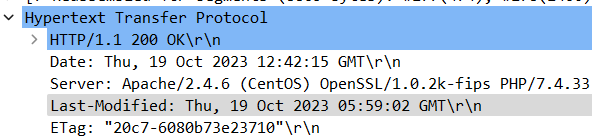 Hypertext Transfer Protocol
HTTP/1.1 200 OK\r\n
Date: Thu, 19 Oct 2023 12:42:15 GMT\r\n
Server: Apache/2.4.6 (CentOS) OpenSSL/1.0.2k-fips PHP/7.4.33
Last-Modified: Thu, 19 Oct 2023 05:59:02 GMT\r\n
ETag: "20c7-6080b73e23710"\r\n